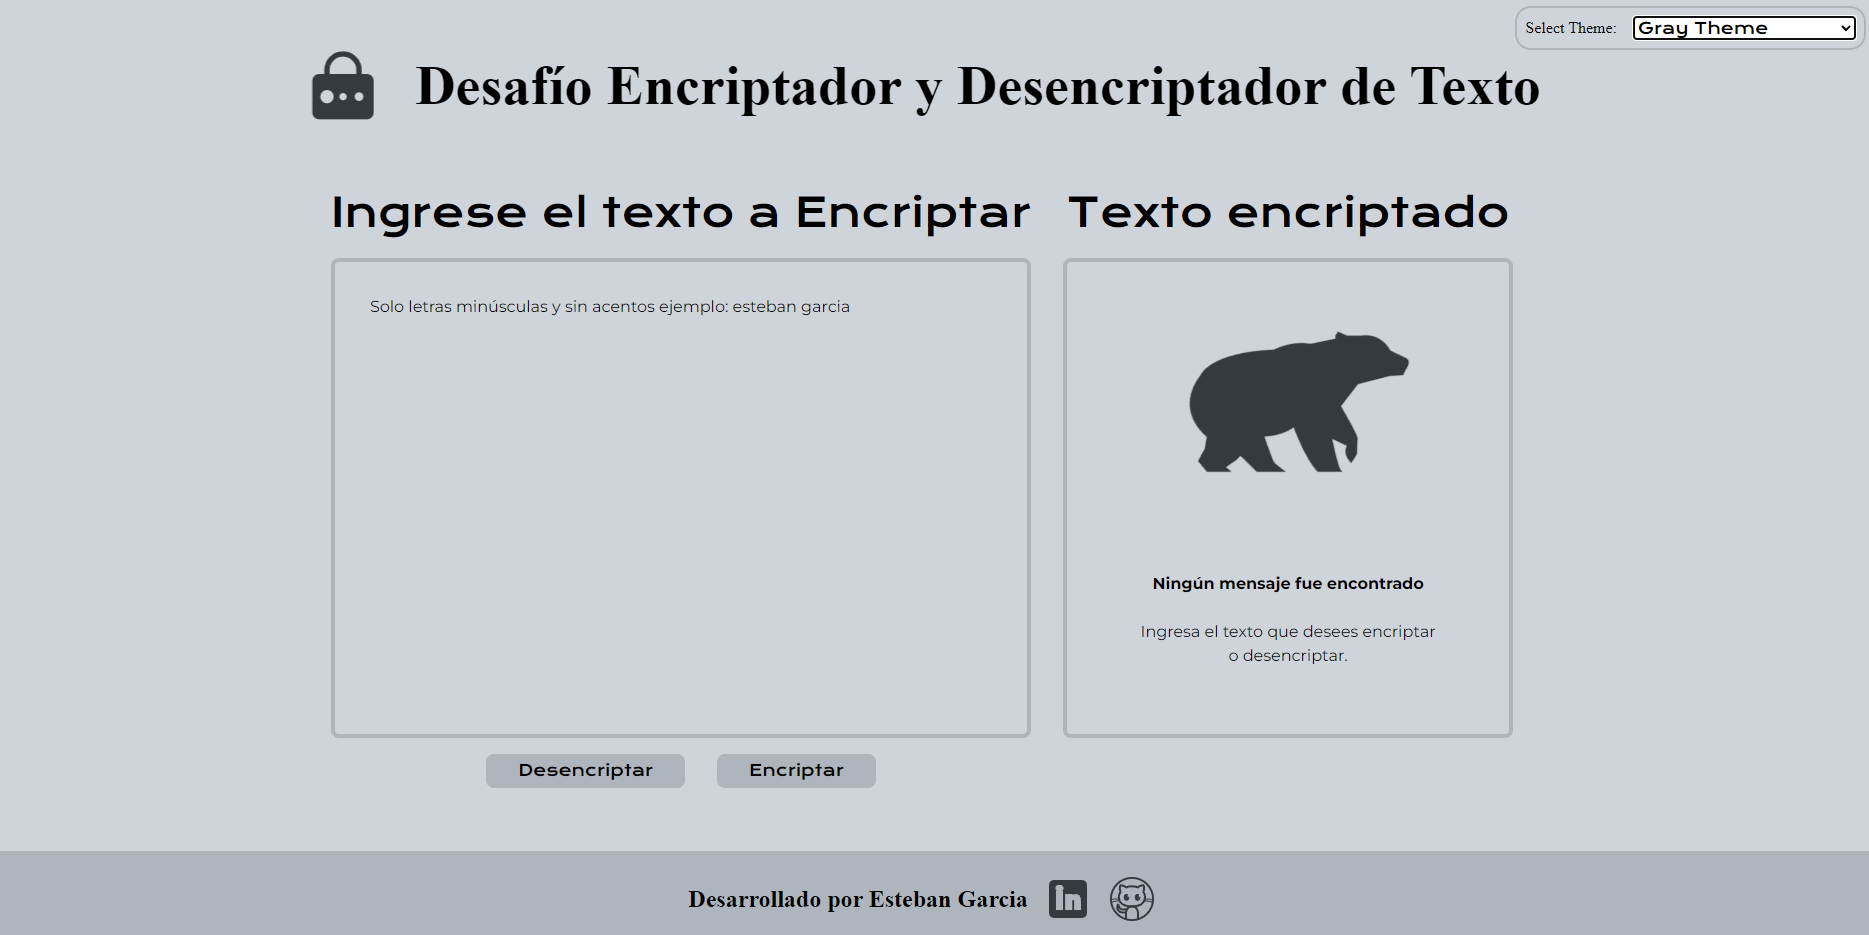 Select Theme: Gray Theme
Desafío Encriptador y Desencriptador de Texto
Ingrese el texto a Encriptar
Solo letras minúsculas y sin acentos ejemplo: esteban garcia
Desencriptar
Encriptar
Texto encriptado
Ningún mensaje fue encontrado
Ingresa el texto que desees encriptar
o desencriptar.
Desarrollado por Esteban Garcia
in